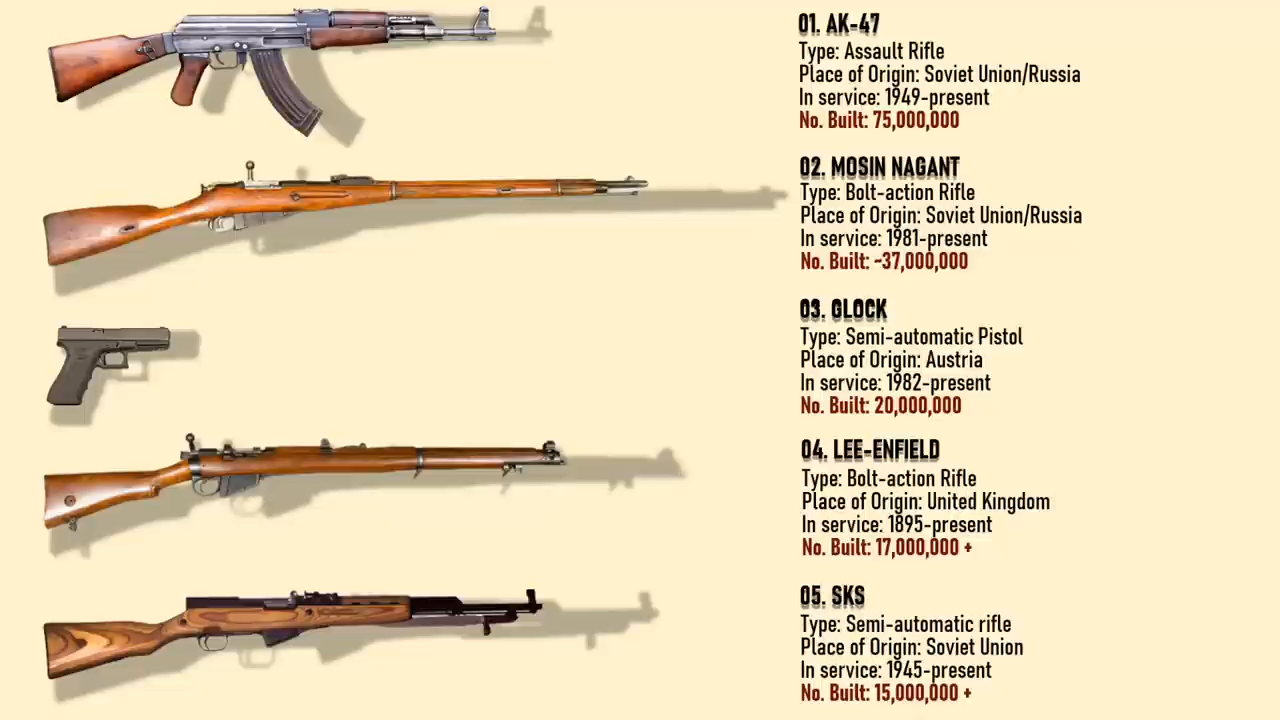 01. AK-47
Type: Assault Rifle
Place of Origin: Soviet Union/Russia
In service: 1949-present
No. Built: 75,000,000
02. MOSIN NAGANT
Type: Bolt-action Rifle
Place of Origin: Soviet Union/Russia
In service: 1981-present
No. Built: ~37,000,000
03. GLOCK
Type: Semi-automatic Pistol
Place of Origin: Austria
In service: 1982-present
No. Built: 20,000,000
04. LEE-ENFIELD
Type: Bolt-action Rifle
Place of Origin: United Kingdom
In service: 1895-present
No. Built: 17,000,000 +
05. SKS
Type: Semi-automatic rifle
Place of Origin: Soviet Union
In service: 1945-present
No. Built: 15,000,000 +